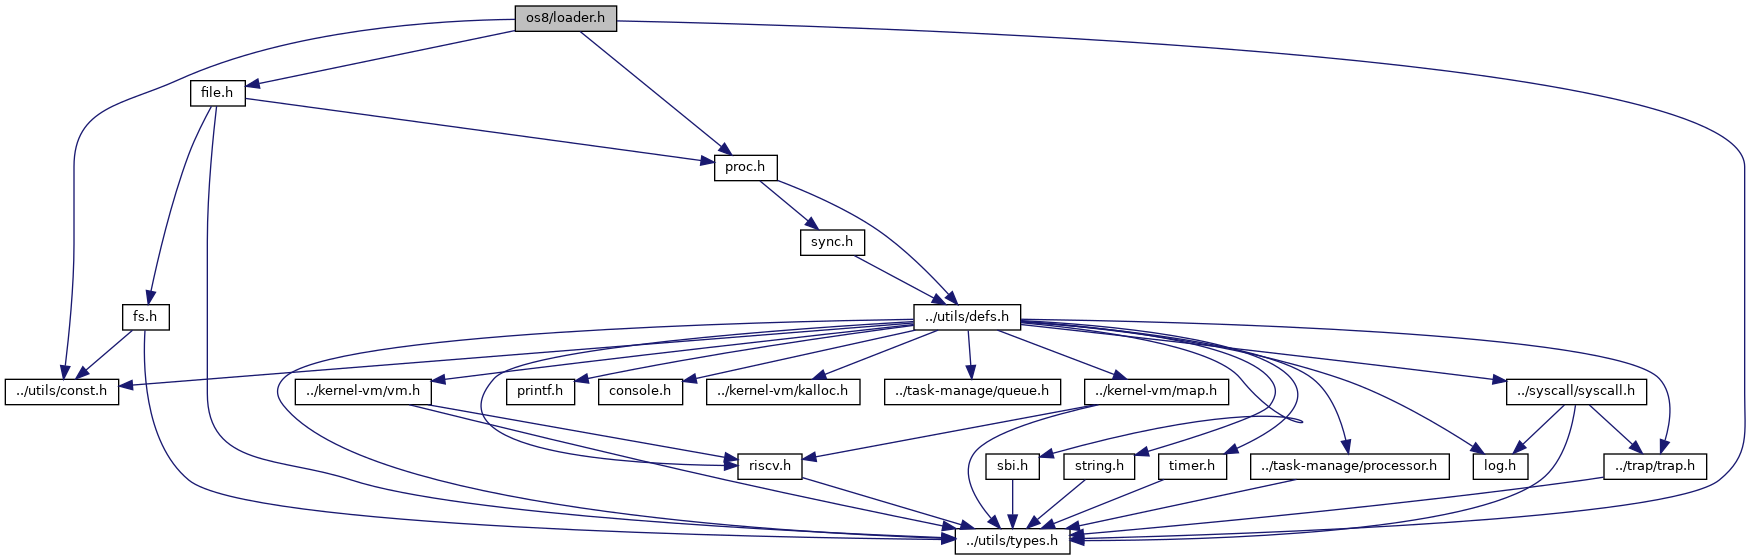 os8/loader.h
file.h
proc.h
sync.h
fs.h
../utils/defs.h
../utils/const.h
../kernel-vm/vm.h
printf.h
console.h
../kernel-vm/kalloc.h
../task-manage/queue.h
../kernel-vm/map.h
../syscall/syscall.h
riscv.h
sbi.h
string.h
timer.h
../task-manage/processor.h
log.h
../trap/trap.h
../utils/types.h